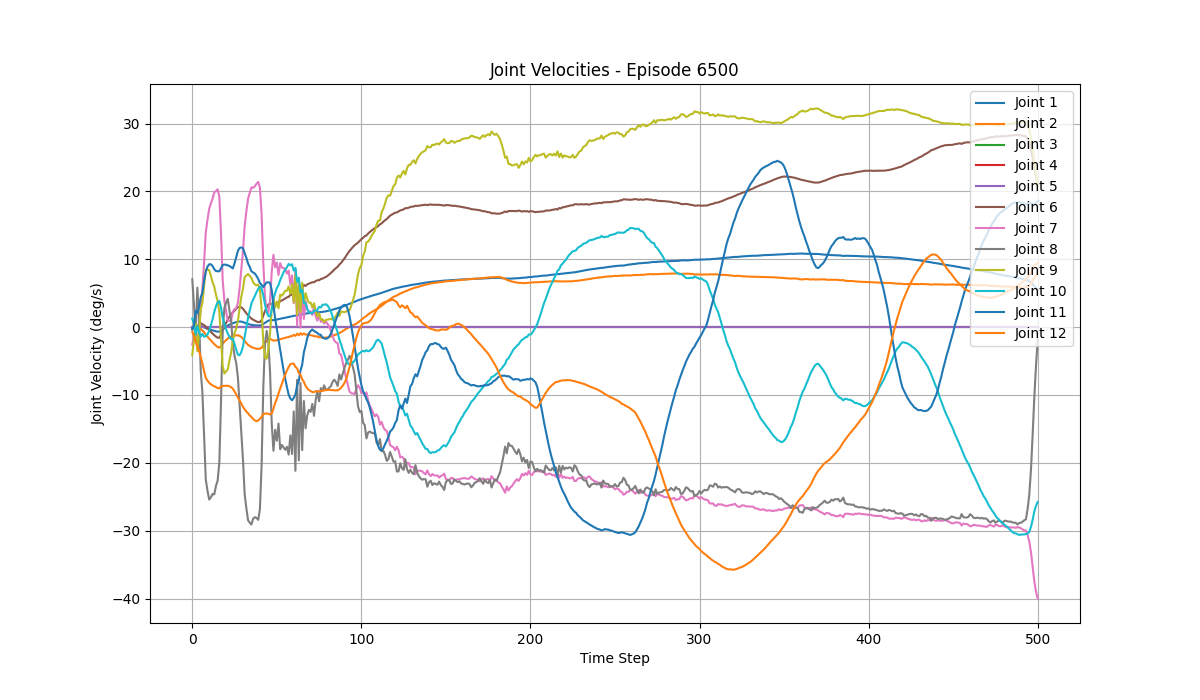 Joint Velocities - Episode 6500
Joint Velocity (deg/s)
30
20
10
0
−10
−20
−30
−40
0 100 200 300 400 500
Time Step
Joint 1
Joint 2
Joint 3
Joint 4
Joint 5
Joint 6
Joint 7
Joint 8
Joint 9
Joint 10
Joint 11
Joint 12